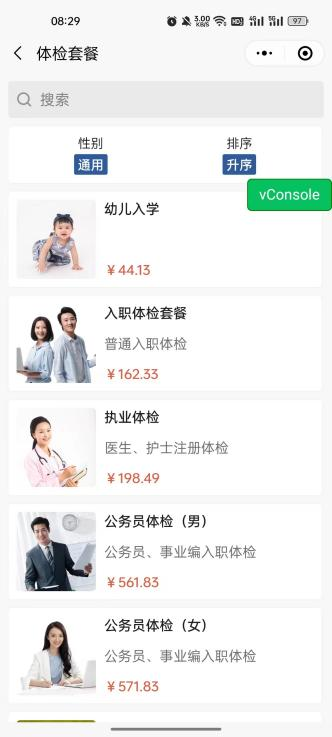 08:29
3.00
KB/S
HD
4G
5G
97
体检套餐
搜索
性别
排序
通用
升序
vConsole
幼儿入学
￥44.13
入职体检套餐
普通入职体检
￥162.33
执业体检
医生、护士注册体检
￥198.49
公务员体检（男）
公务员、事业编入职体检
￥561.83
公务员体检（女）
公务员、事业编入职体检
￥571.83